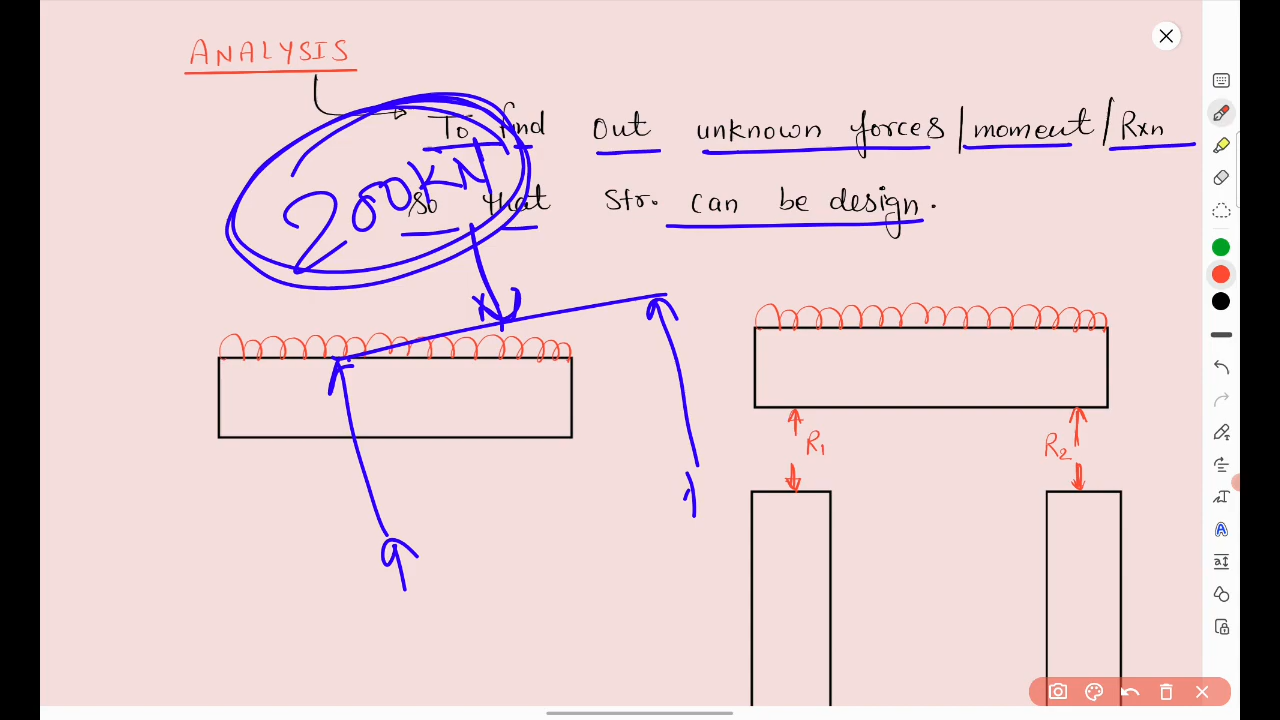 ANALYSIS
To find out unknown forces/moment/Rxn
200KN
so that Str. can be design.
R1
R2